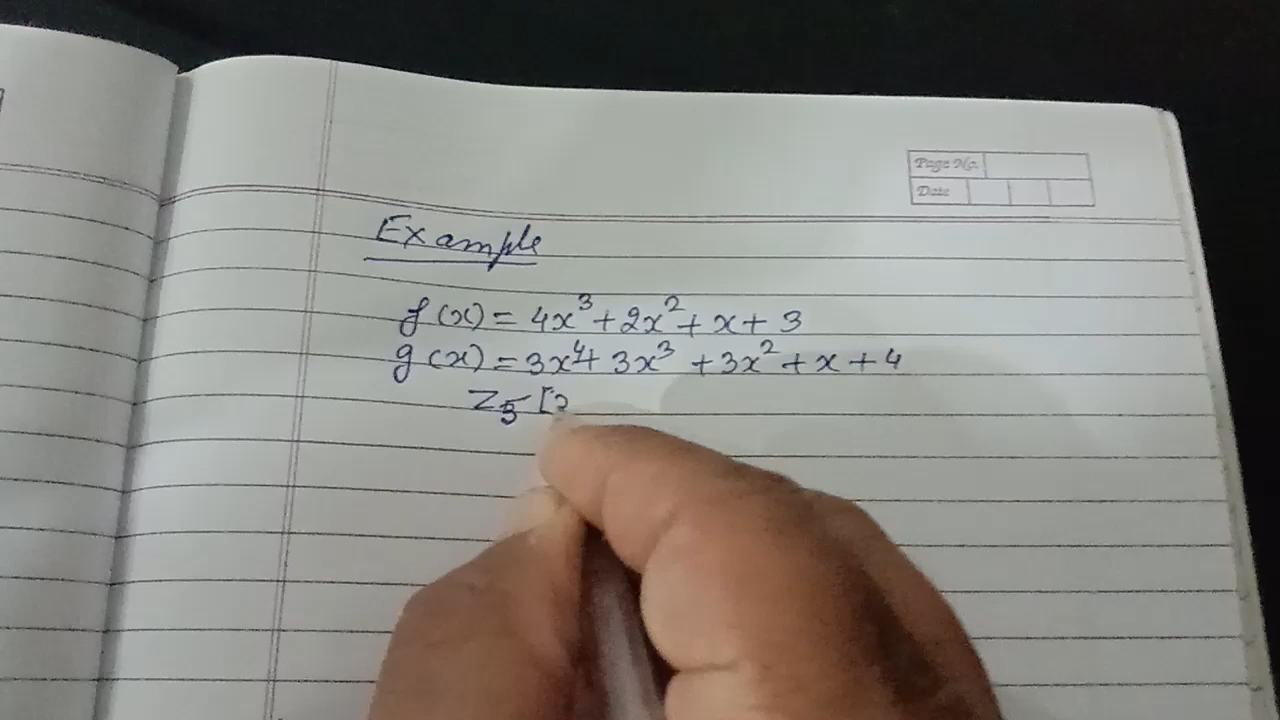 Page No.
Date
Example
f(x) = 4x³ + 2x² + x + 3
g(x) = 3x⁴ + 3x³ + 3x² + x + 4
Z₅ [